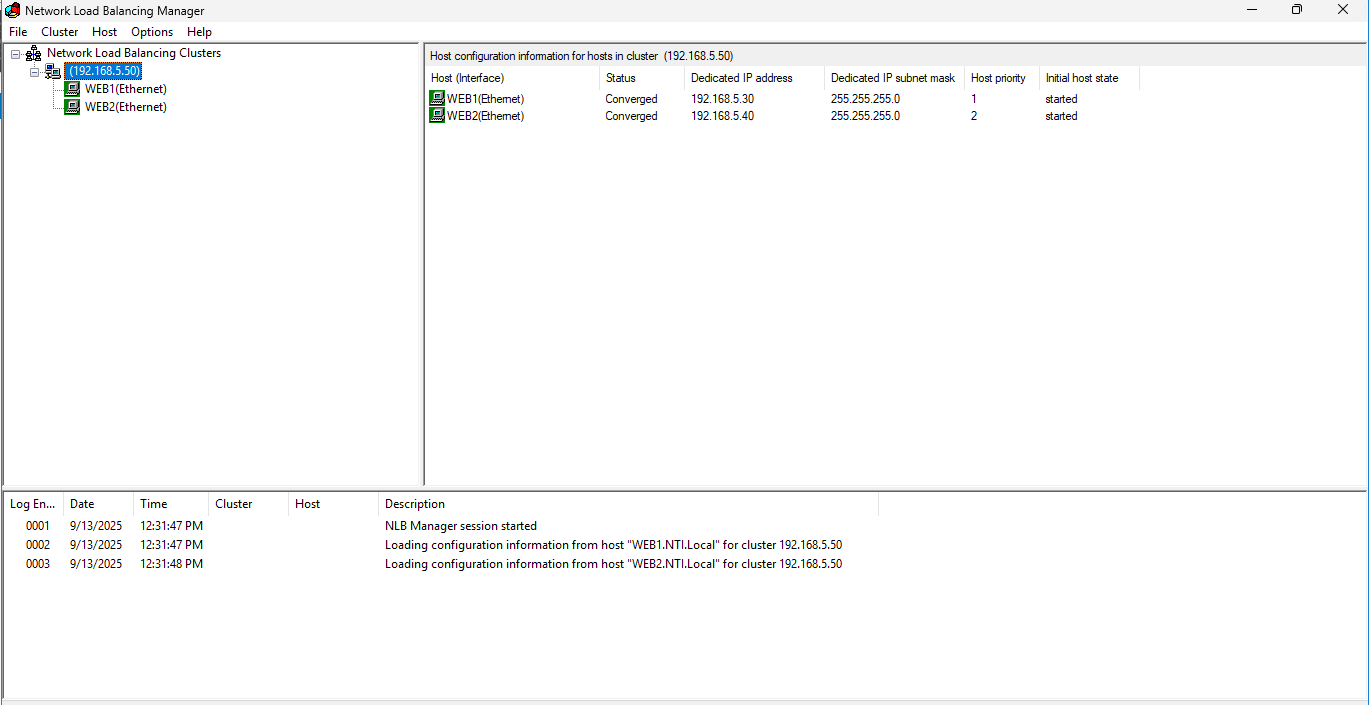 Network Load Balancing Manager
File Cluster Host Options Help
Network Load Balancing Clusters
(192.168.5.50)
WEB1(Ethernet)
WEB2(Ethernet)
Host configuration information for hosts in cluster (192.168.5.50)
Host (Interface) Status Dedicated IP address Dedicated IP subnet mask Host priority Initial host state
WEB1(Ethernet) Converged 192.168.5.30 255.255.255.0 1 started
WEB2(Ethernet) Converged 192.168.5.40 255.255.255.0 2 started
Log En... Date Time Cluster Host Description
0001 9/13/2025 12:31:47 PM NLB Manager session started
0002 9/13/2025 12:31:47 PM Loading configuration information from host "WEB1.NTI.Local" for cluster 192.168.5.50
0003 9/13/2025 12:31:48 PM Loading configuration information from host "WEB2.NTI.Local" for cluster 192.168.5.50